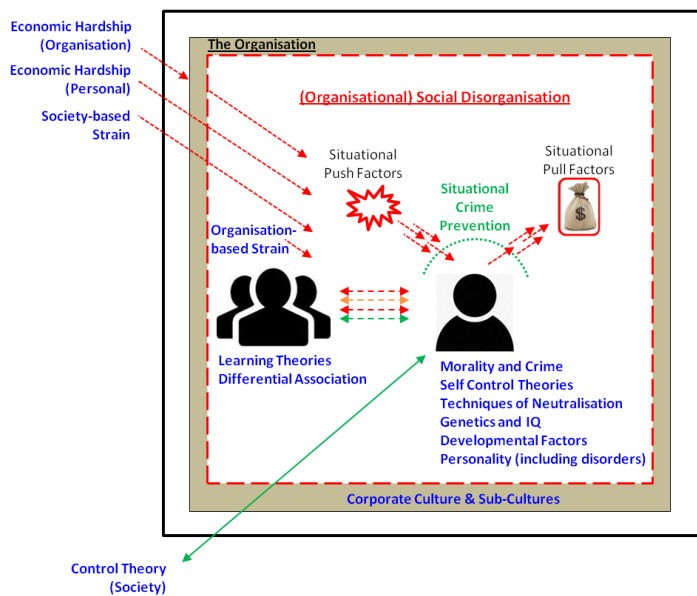 Economic Hardship
(Organisation)
The Organisation
Economic Hardship
(Personal)
(Organisational) Social Disorganisation
Society-based
Strain
Situational
Push Factors
Situational
Pull Factors
Situational
Crime
Prevention
$
Organisation-
based Strain
Learning Theories
Differential Association
Morality and Crime
Self Control Theories
Techniques of Neutralisation
Genetics and IQ
Developmental Factors
Personality (including disorders)
Corporate Culture & Sub-Cultures
Control Theory
(Society)